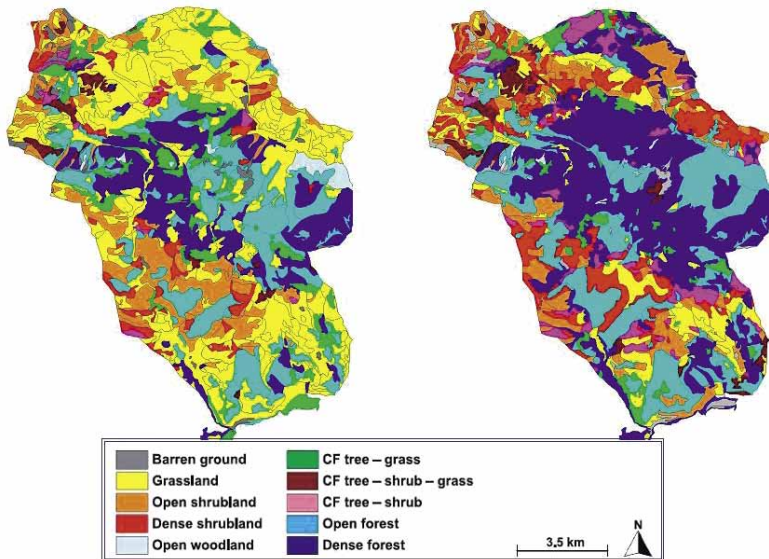 Barren ground
Grassland
Open shrubland
Dense shrubland
Open woodland
CF tree – grass
CF tree – shrub – grass
CF tree – shrub
Open forest
Dense forest
3,5 km
N